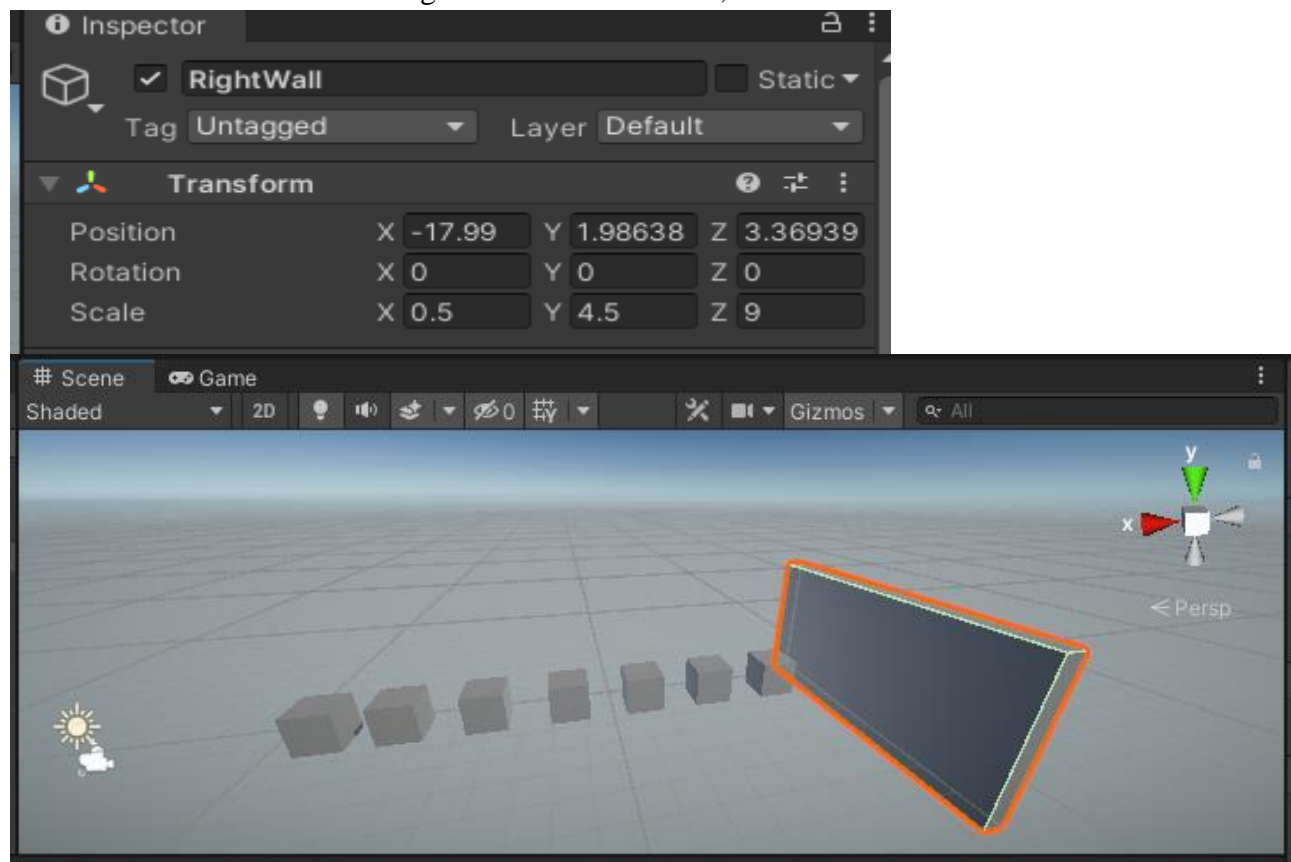 Inspector
RightWall Static
Tag Untagged Layer Default
Transform
Position X -17.99 Y 1.98638 Z 3.36939
Rotation X 0 Y 0 Z 0
Scale X 0.5 Y 4.5 Z 9
Scene Game
Shaded 2D 0 Gizmos All
y
x
Persp